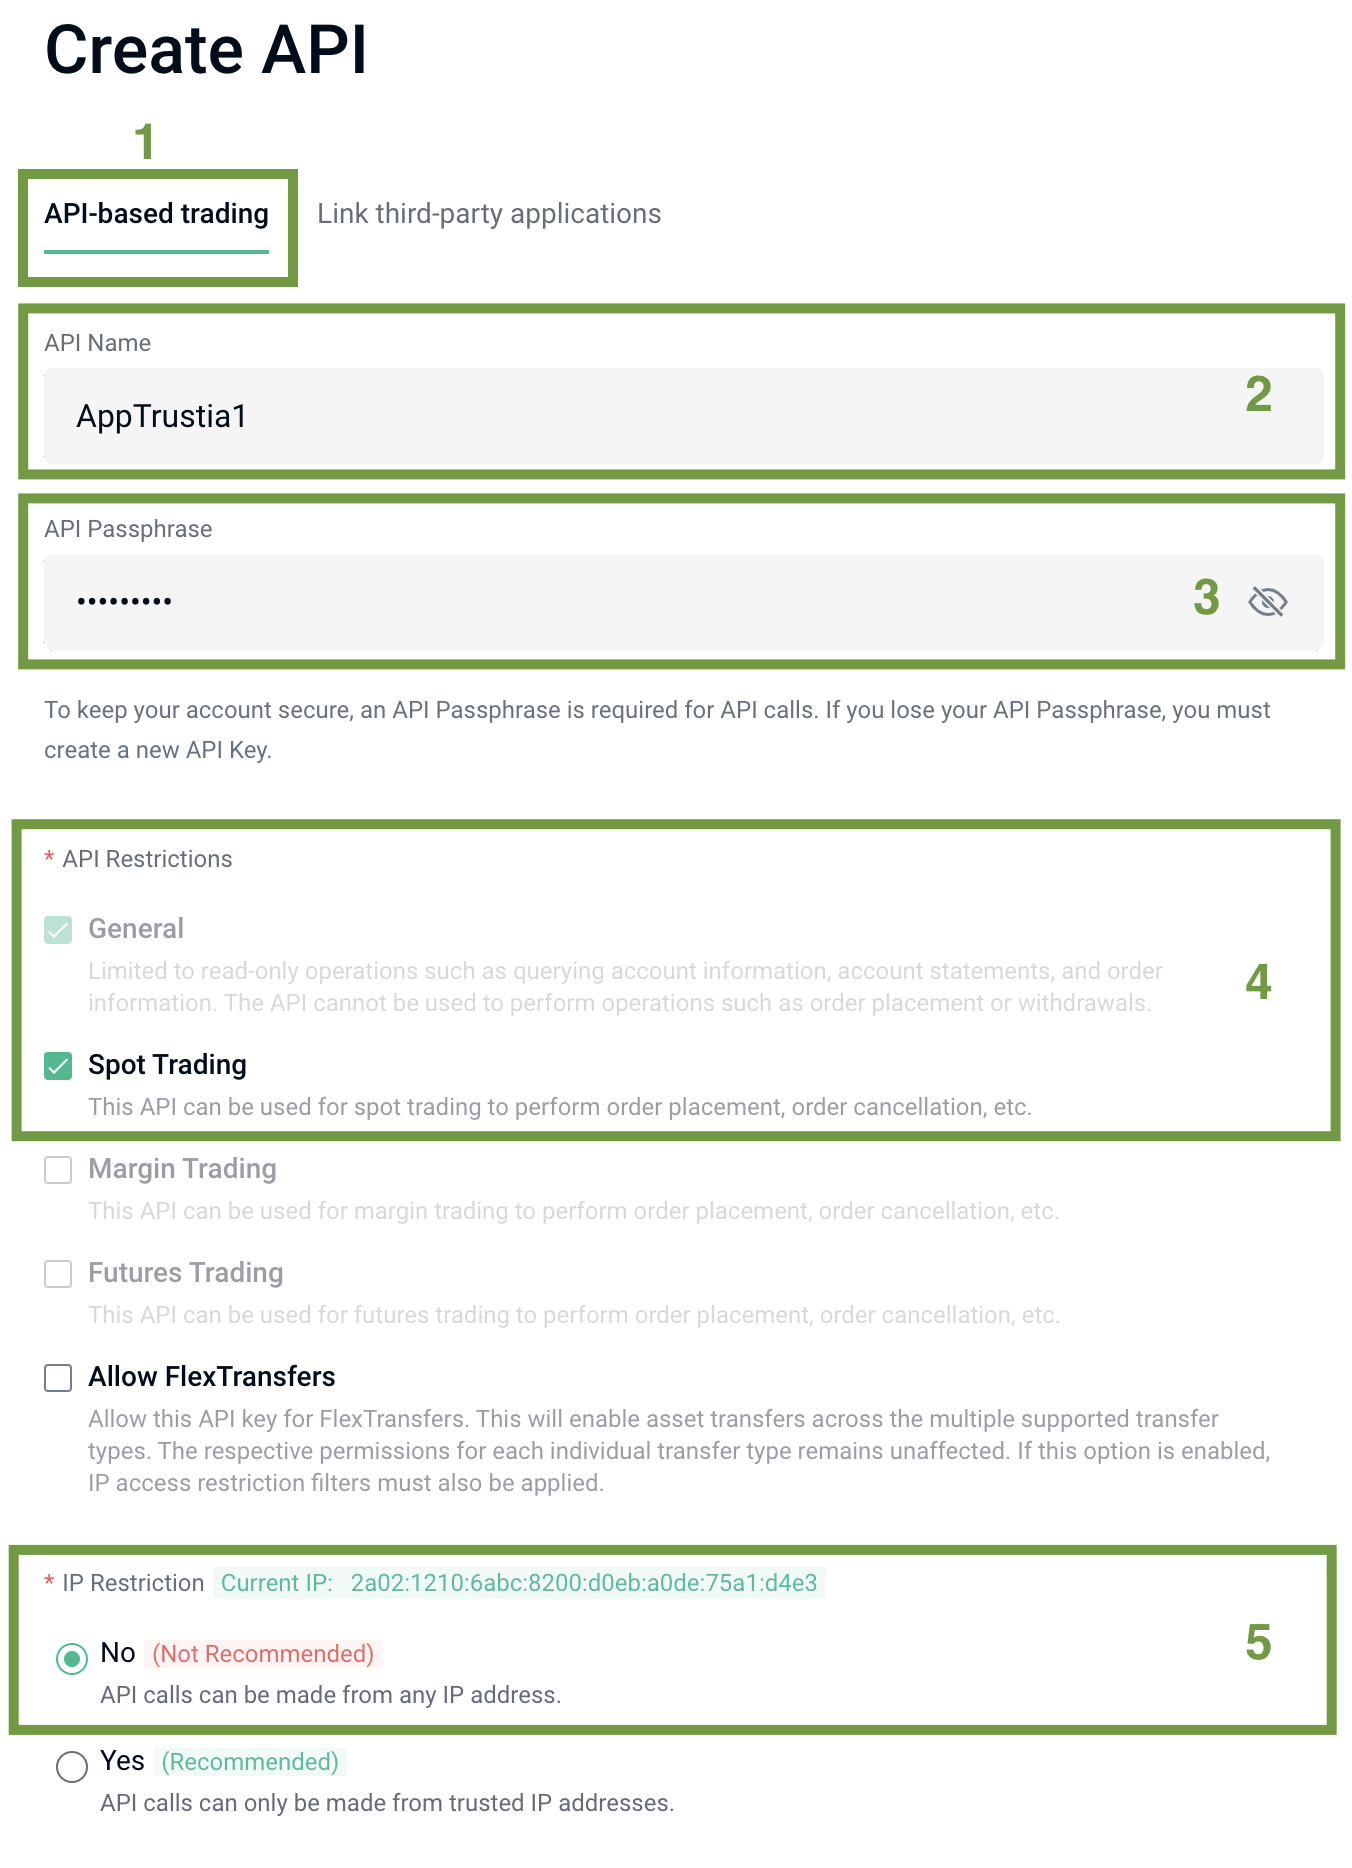 Create API
1
API-based trading
Link third-party applications
API Name
AppTrustia1
2
API Passphrase
•••••••••
3
To keep your account secure, an API Passphrase is required for API calls. If you lose your API Passphrase, you must
create a new API Key.
* API Restrictions
General
Limited to read-only operations such as querying account information, account statements, and order
information. The API cannot be used to perform operations such as order placement or withdrawals.
4
Spot Trading
This API can be used for spot trading to perform order placement, order cancellation, etc.
Margin Trading
This API can be used for margin trading to perform order placement, order cancellation, etc.
Futures Trading
This API can be used for futures trading to perform order placement, order cancellation, etc.
Allow FlexTransfers
Allow this API key for FlexTransfers. This will enable asset transfers across the multiple supported transfer
types. The respective permissions for each individual transfer type remains unaffected. If this option is enabled,
IP access restriction filters must also be applied.
* IP Restriction Current IP: 2a02:1210:6abc:8200:d0eb:a0de:75a1:d4e3
No (Not Recommended)
5
API calls can be made from any IP address.
Yes (Recommended)
API calls can only be made from trusted IP addresses.